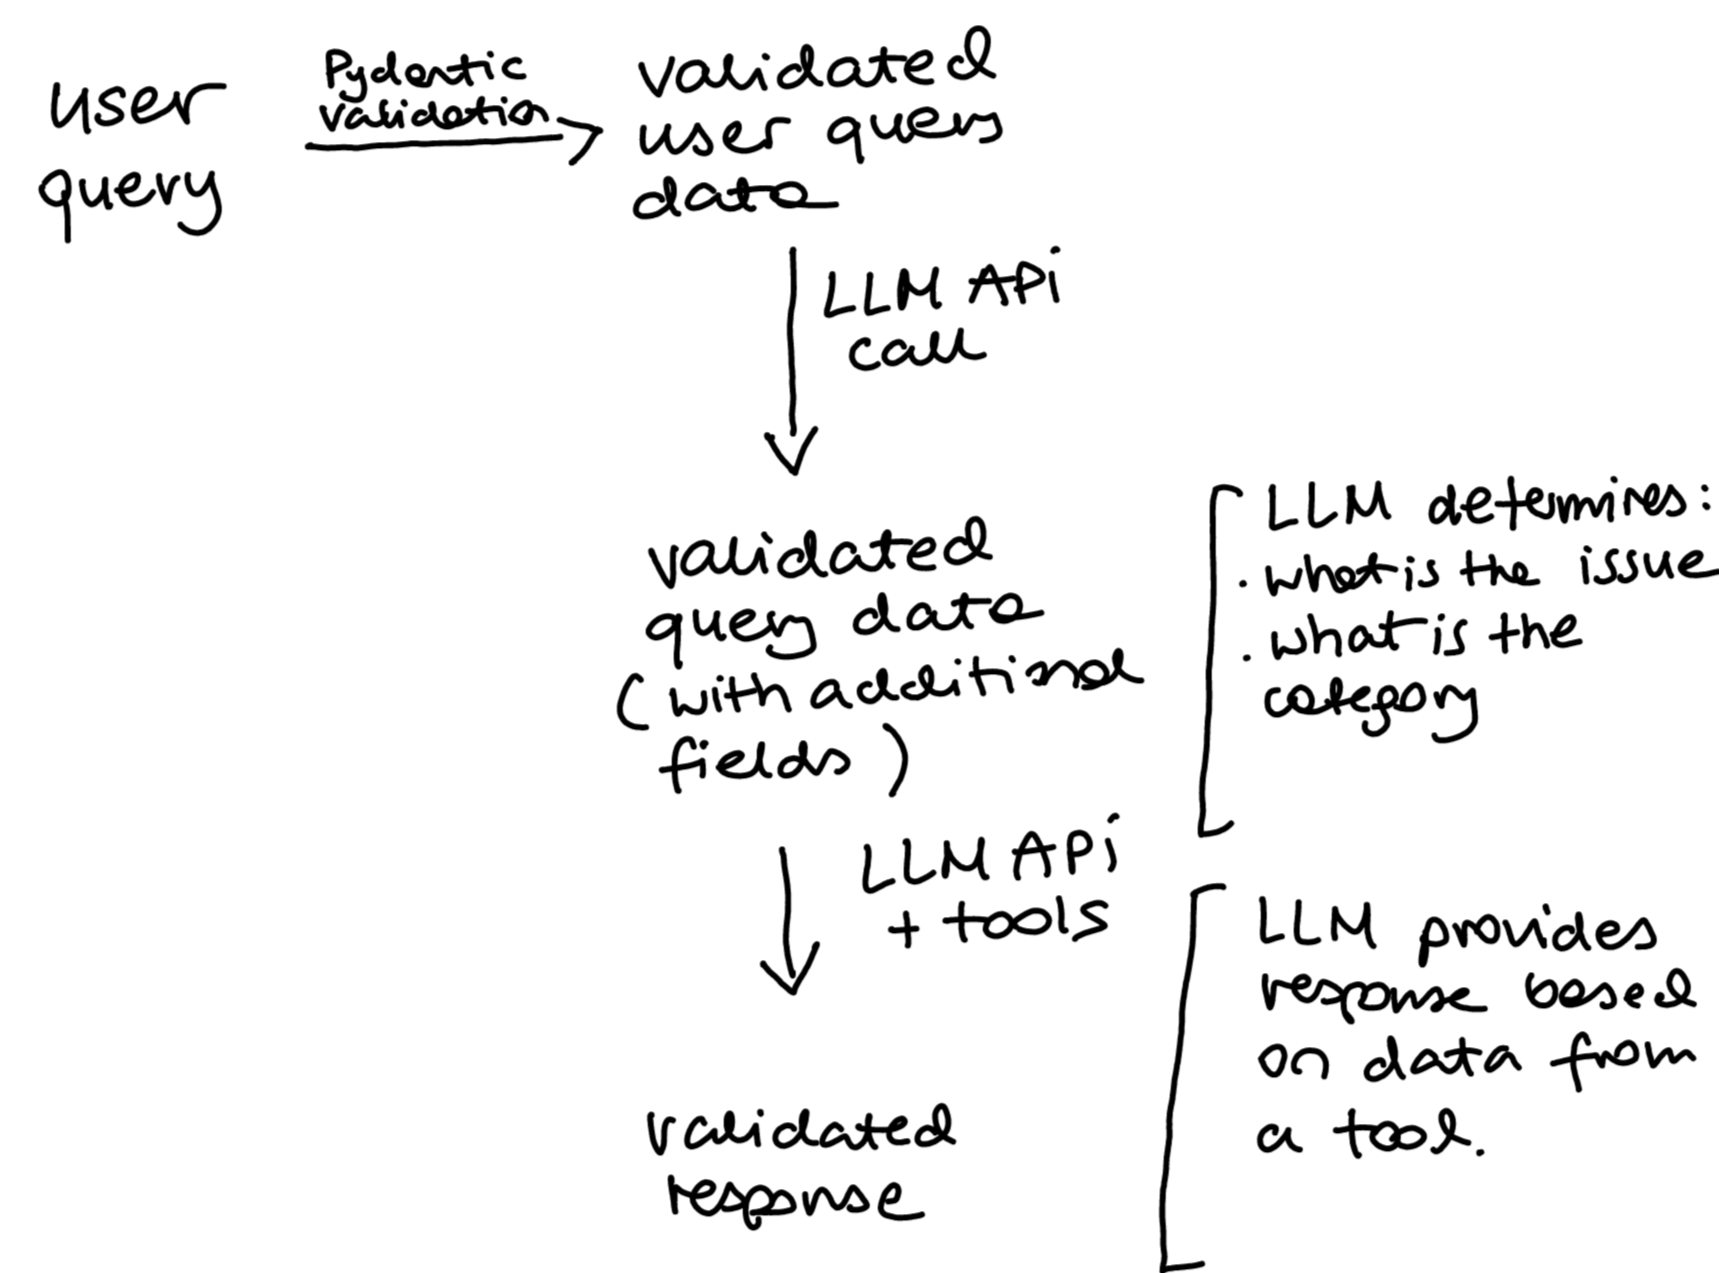 user
query
Pydantic
validation
validated
user query
data
LLM API
call
validated
query data
(with additional
fields)
LLM determines:
. what is the issue
. what is the
category
LLM API
+ tools
validated
response
LLM provides
response based
on data from
a tool.